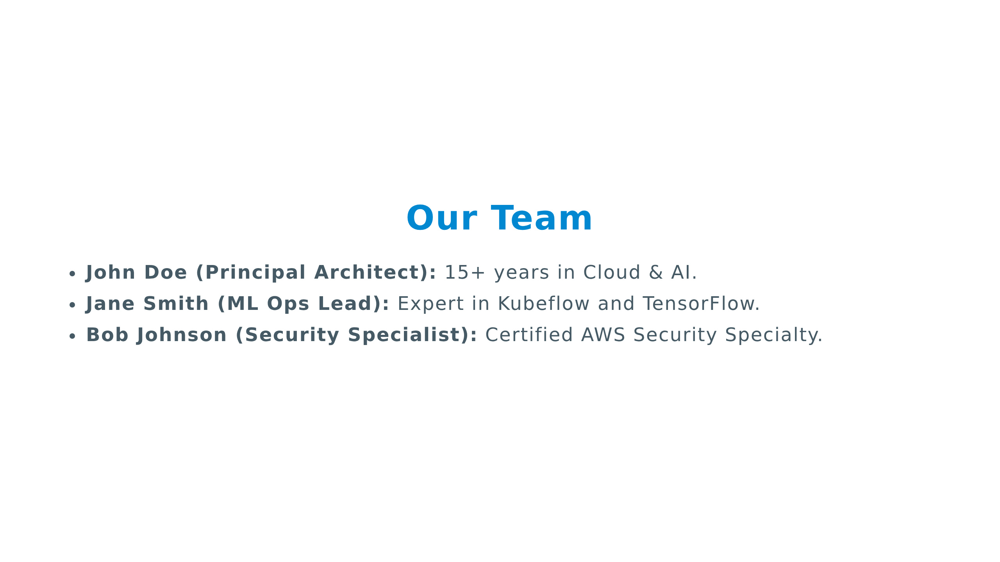 Our Team
• John Doe (Principal Architect): 15+ years in Cloud & AI.
• Jane Smith (ML Ops Lead): Expert in Kubeflow and TensorFlow.
• Bob Johnson (Security Specialist): Certified AWS Security Specialty.